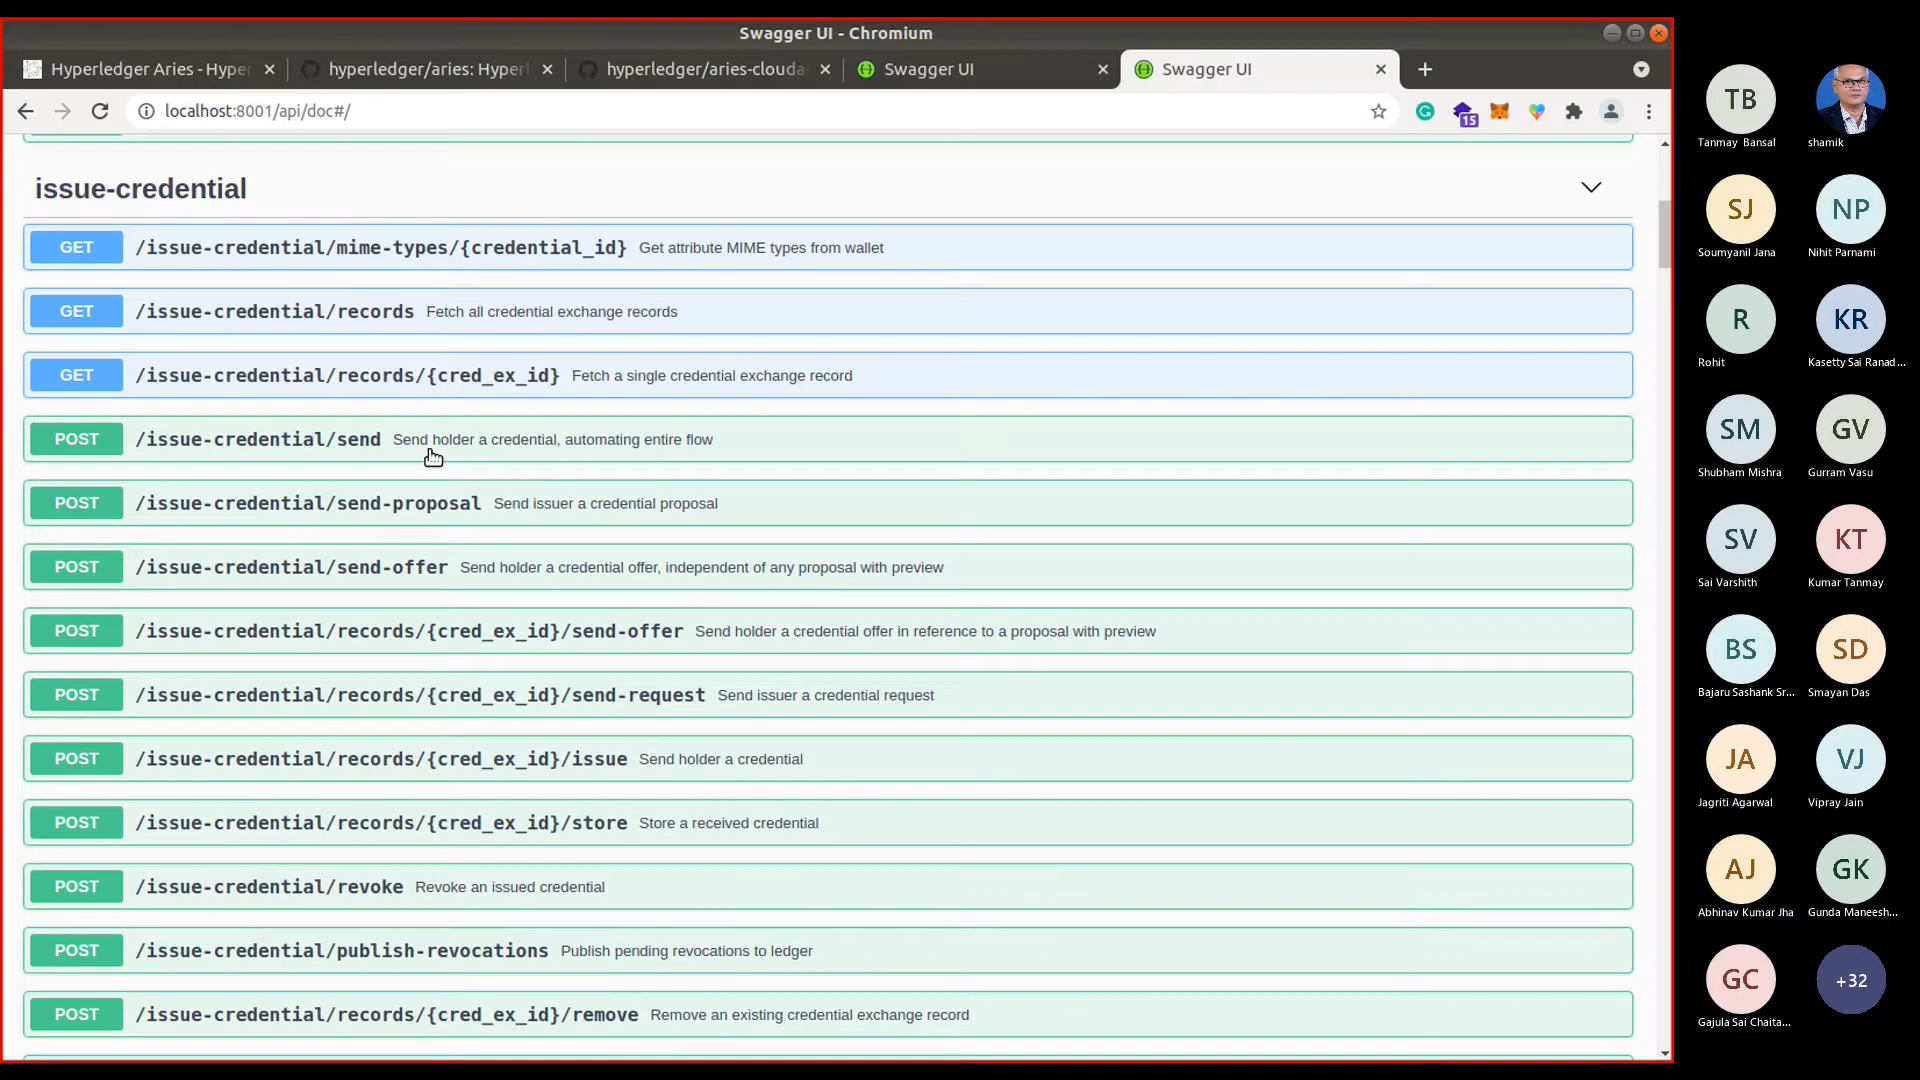 Swagger UI - Chromium
Hyperledger Aries - Hyper
hyperledger/aries: Hyperl
hyperledger/aries-clouda
Swagger UI
Swagger UI
localhost:8001/api/doc#/
15
issue-credential
GET /issue-credential/mime-types/{credential_id} Get attribute MIME types from wallet
GET /issue-credential/records Fetch all credential exchange records
GET /issue-credential/records/{cred_ex_id} Fetch a single credential exchange record
POST /issue-credential/send Send holder a credential, automating entire flow
POST /issue-credential/send-proposal Send issuer a credential proposal
POST /issue-credential/send-offer Send holder a credential offer, independent of any proposal with preview
POST /issue-credential/records/{cred_ex_id}/send-offer Send holder a credential offer in reference to a proposal with preview
POST /issue-credential/records/{cred_ex_id}/send-request Send issuer a credential request
POST /issue-credential/records/{cred_ex_id}/issue Send holder a credential
POST /issue-credential/records/{cred_ex_id}/store Store a received credential
POST /issue-credential/revoke Revoke an issued credential
POST /issue-credential/publish-revocations Publish pending revocations to ledger
POST /issue-credential/records/{cred_ex_id}/remove Remove an existing credential exchange record
TB
Tanmay Bansal
shamik
SJ
Soumyanil Jana
NP
Nihit Parnami
R
Rohit
KR
Kasetty Sai Ranad...
SM
Shubham Mishra
GV
Gurram Vasu
SV
Sai Varshith
KT
Kumar Tanmay
BS
Bajaru Sashank Sr...
SD
Smayan Das
JA
Jagriti Agarwal
VJ
Vipray Jain
AJ
Abhinav Kumar Jha
GK
Gunda Maneesh...
GC
Gajula Sai Chaita...
+32